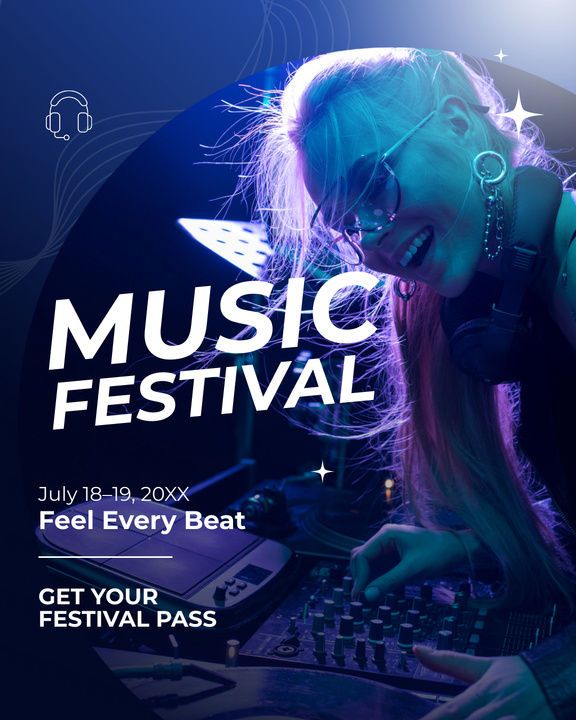 MUSIC
FESTIVAL
July 18–19, 20XX
Feel Every Beat
GET YOUR
FESTIVAL PASS